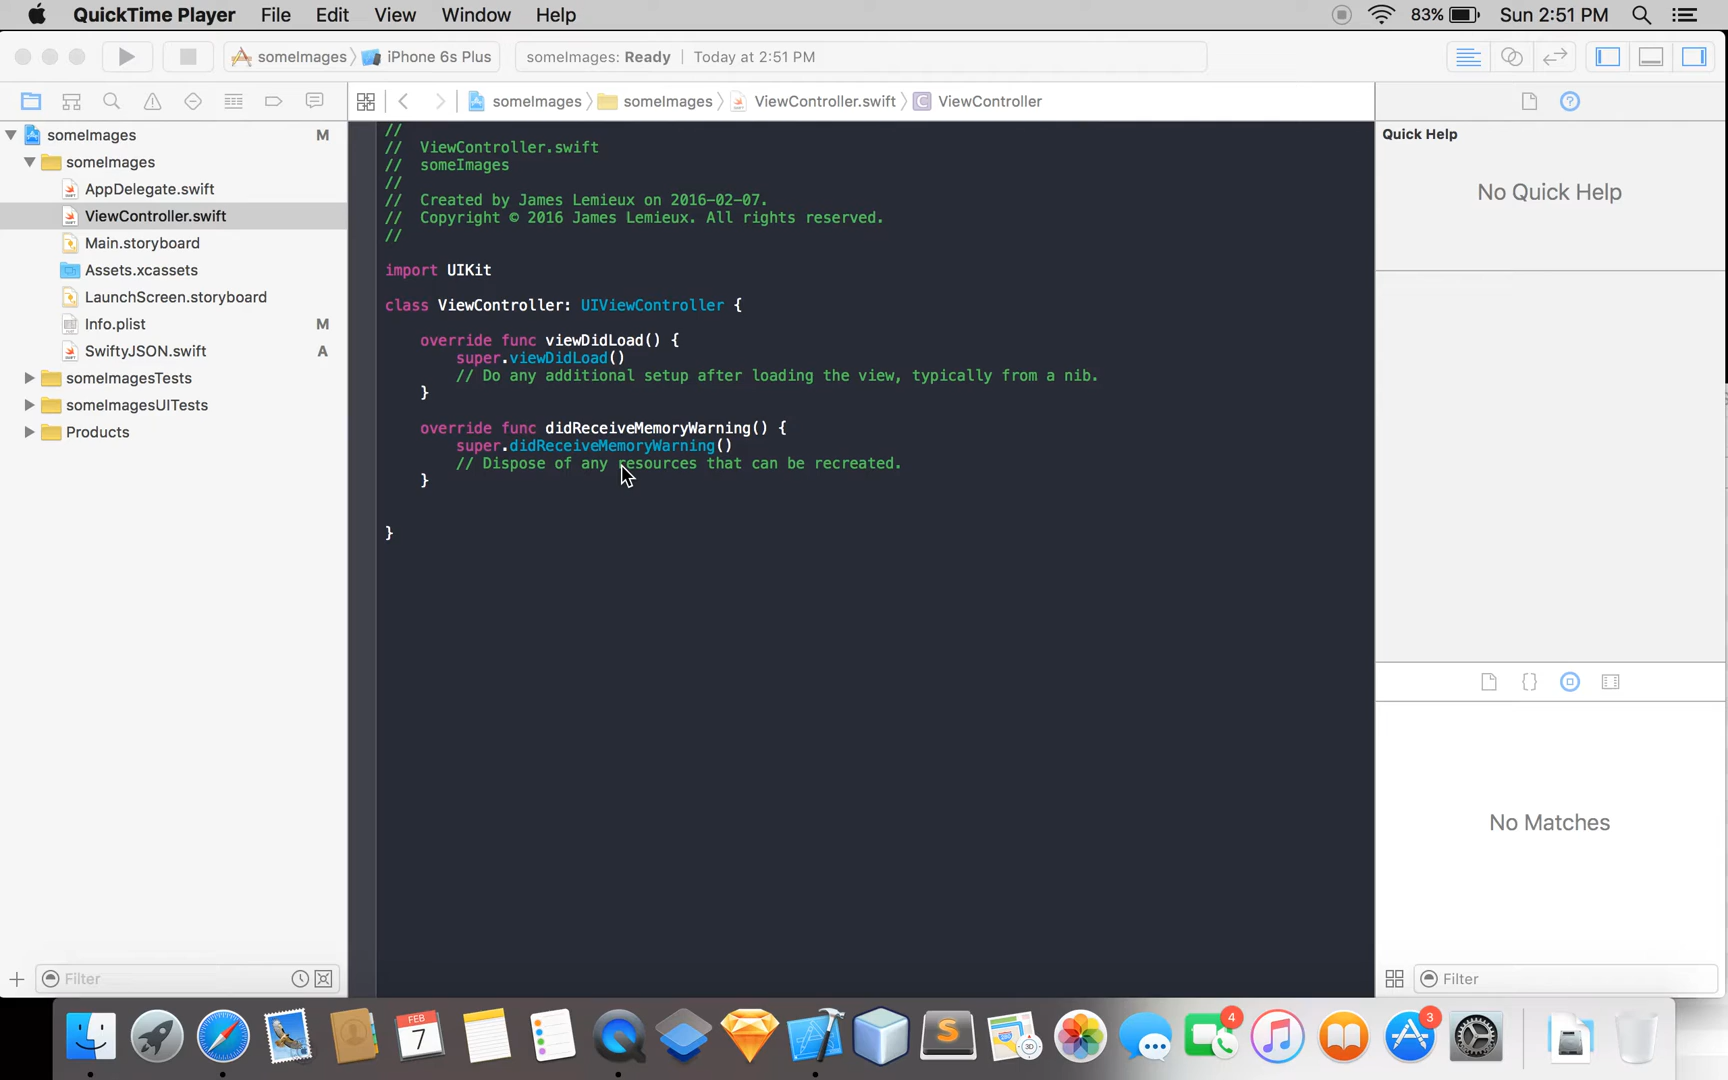 QuickTime Player File Edit View Window Help 83% Sun 2:51 PM
someImages iPhone 6s Plus someImages: Ready Today at 2:51 PM
someImages someImages ViewController.swift C ViewController
someImages M
someImages
AppDelegate.swift
ViewController.swift
Main.storyboard
Assets.xcassets
LaunchScreen.storyboard
Info.plist M
SwiftyJSON.swift A
someImagesTests
someImagesUITests
Products
Filter
//
// ViewController.swift
// someImages
//
// Created by James Lemieux on 2016-02-07.
// Copyright © 2016 James Lemieux. All rights reserved.
//
import UIKit
class ViewController: UIViewController {
override func viewDidLoad() {
super.viewDidLoad()
// Do any additional setup after loading the view, typically from a nib.
}
override func didReceiveMemoryWarning() {
super.didReceiveMemoryWarning()
// Dispose of any resources that can be recreated.
}
}
Quick Help
No Quick Help
{}
No Matches
Filter
FEB
7
3D
4
3